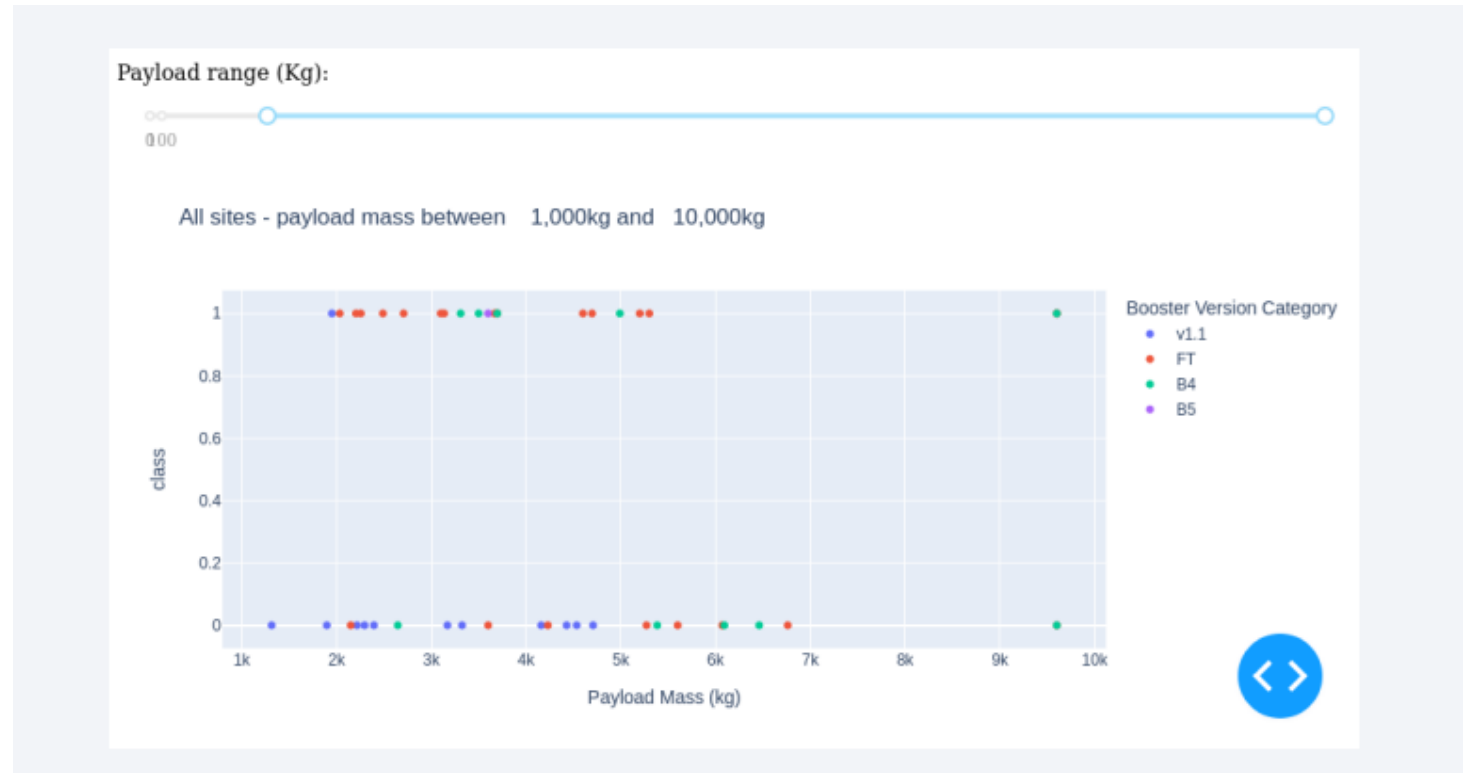 Payload range (Kg):
0 100
All sites - payload mass between 1,000kg and 10,000kg
1
0.8
0.6
0.4
0.2
0
class
1k 2k 3k 4k 5k 6k 7k 8k 9k 10k
Payload Mass (kg)
Booster Version Category
v1.1
FT
B4
B5